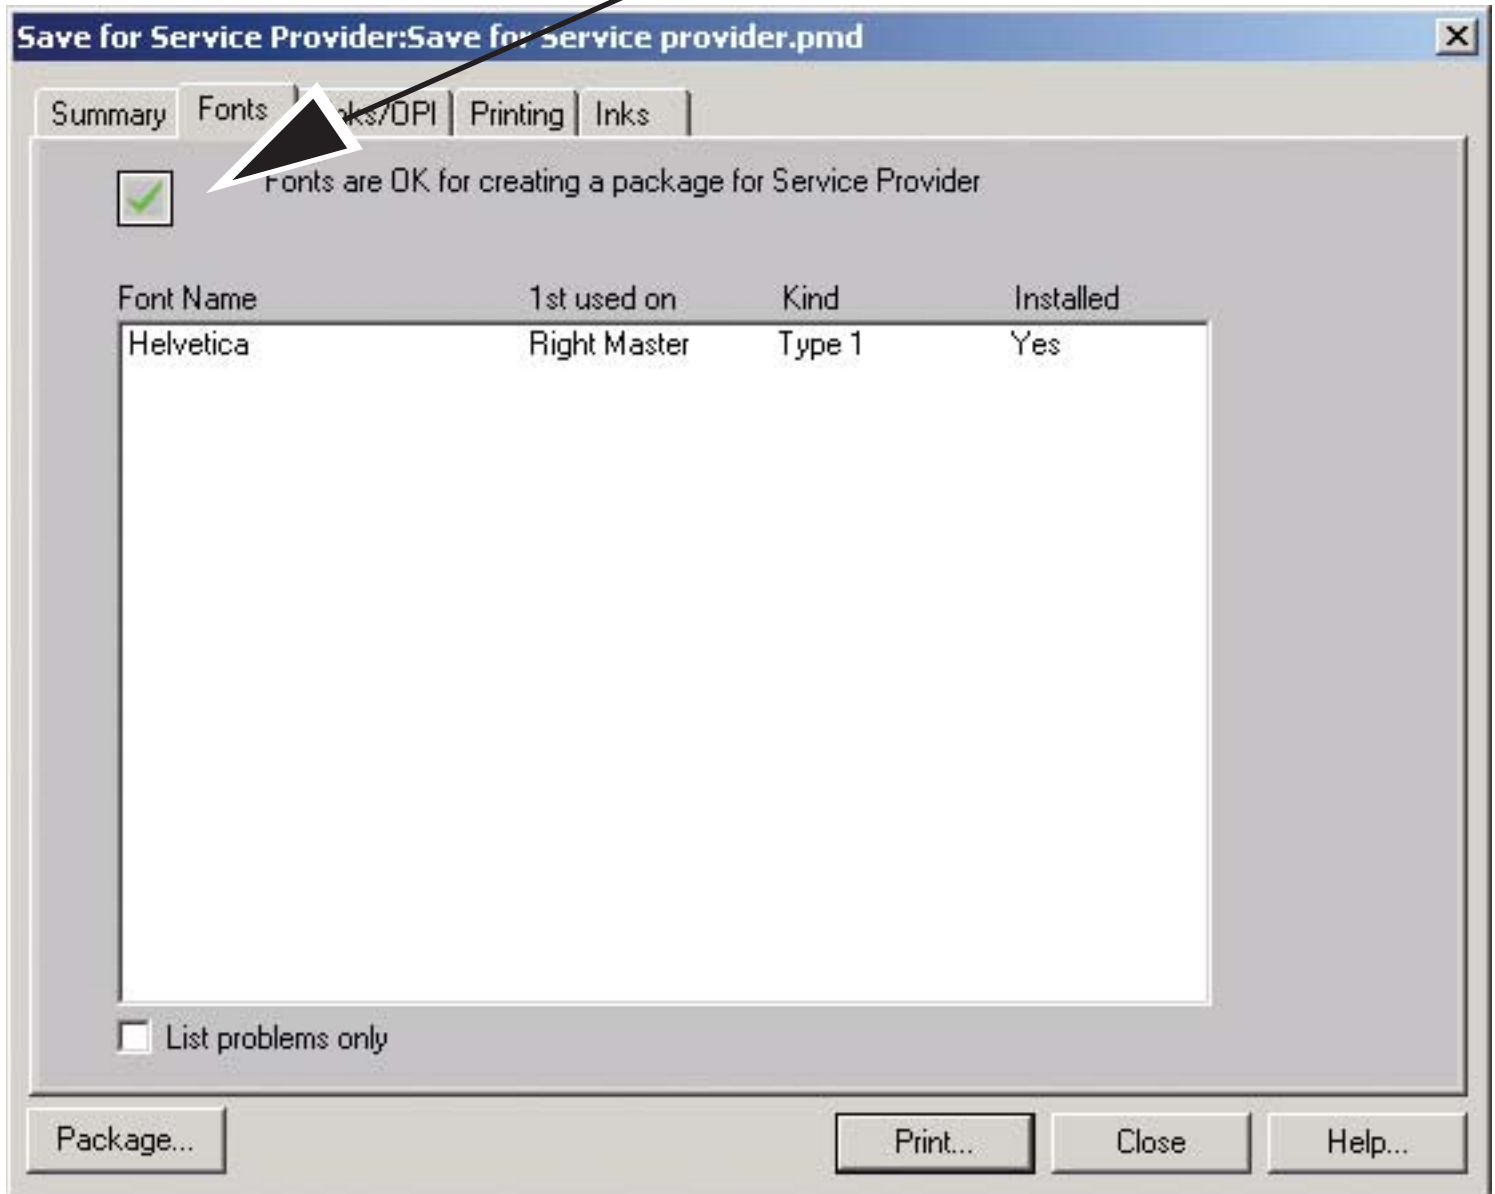 Save for Service Provider:Save for Service provider.pmd
Summary Fonts ks/OPI Printing Inks
Fonts are OK for creating a package for Service Provider
Font Name 1st used on Kind Installed
Helvetica Right Master Type 1 Yes
List problems only
Package... Print... Close Help...